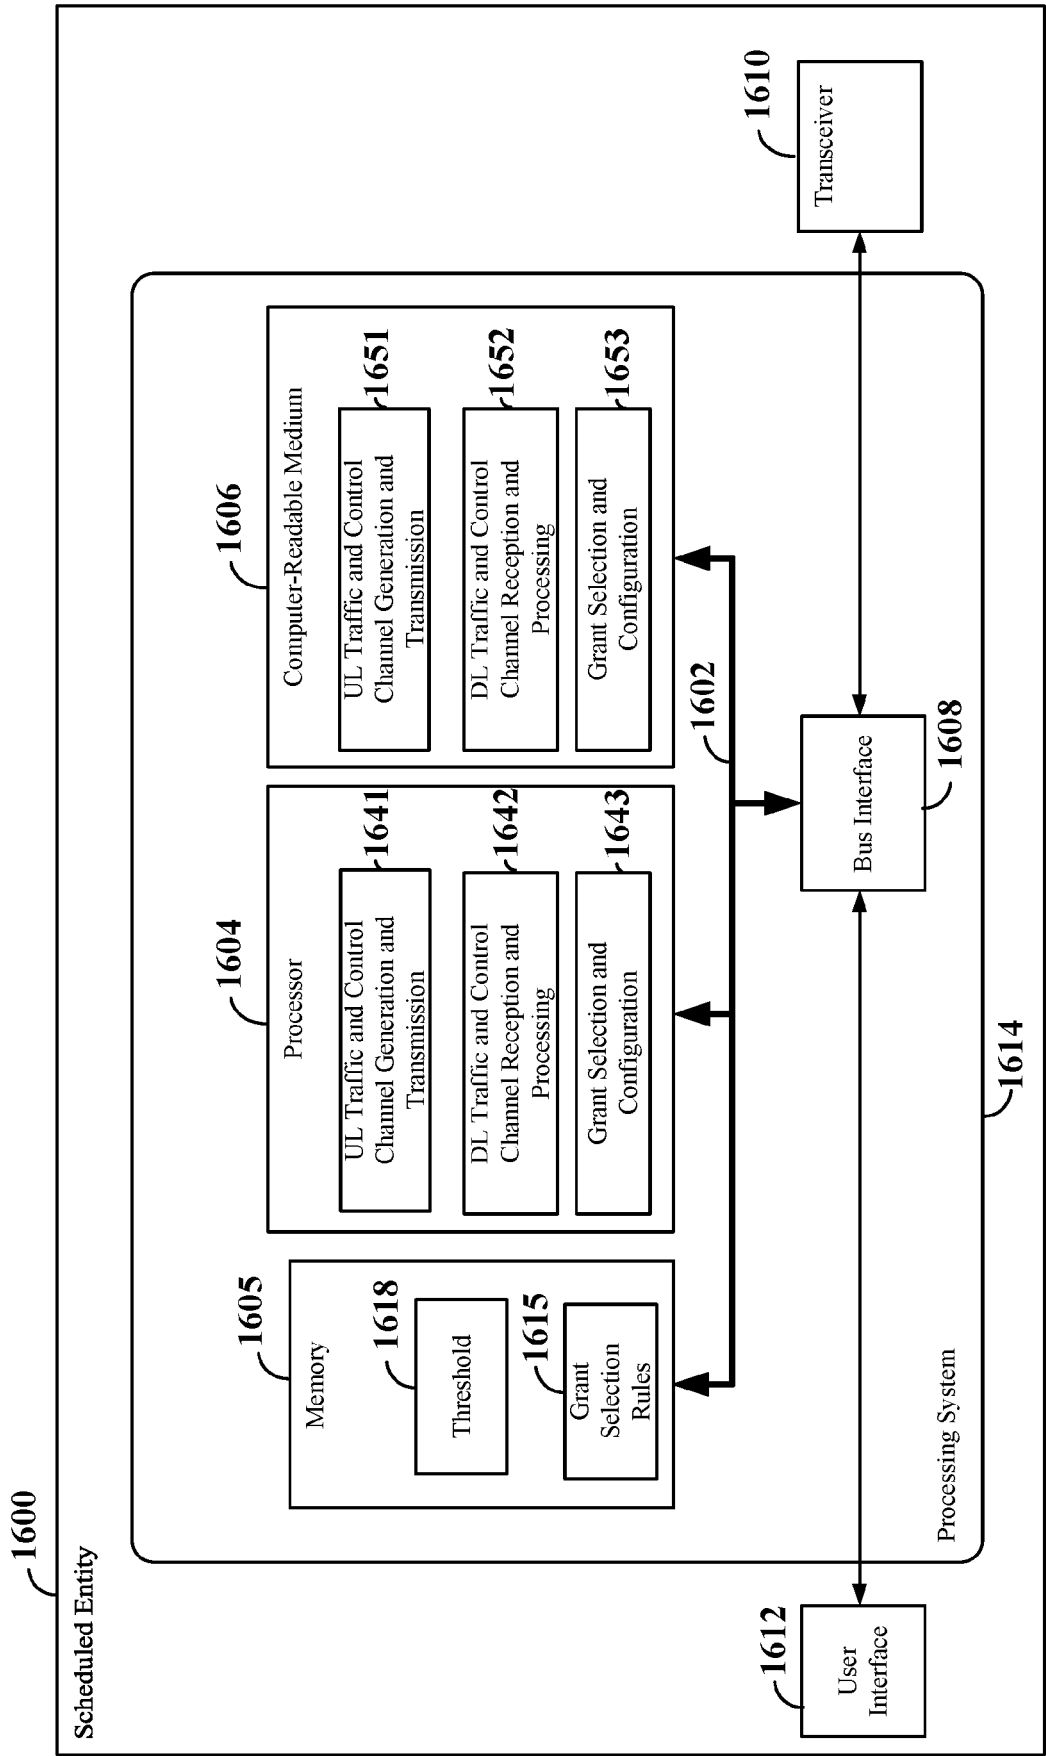 1600
Scheduled Entity
1605
Memory
1618
Threshold
1615
Grant
Selection
Rules
1604
Processor
UL Traffic and Control
Channel Generation and
Transmission
1641
DL Traffic and Control
Channel Reception and
Processing
1642
Grant Selection and
Configuration
1643
1606
Computer-Readable Medium
UL Traffic and Control
Channel Generation and
Transmission
1651
DL Traffic and Control
Channel Reception and
Processing
1652
Grant Selection and
Configuration
1653
1602
1612
User
Interface
Bus Interface
1608
1610
Transceiver
Processing System
1614